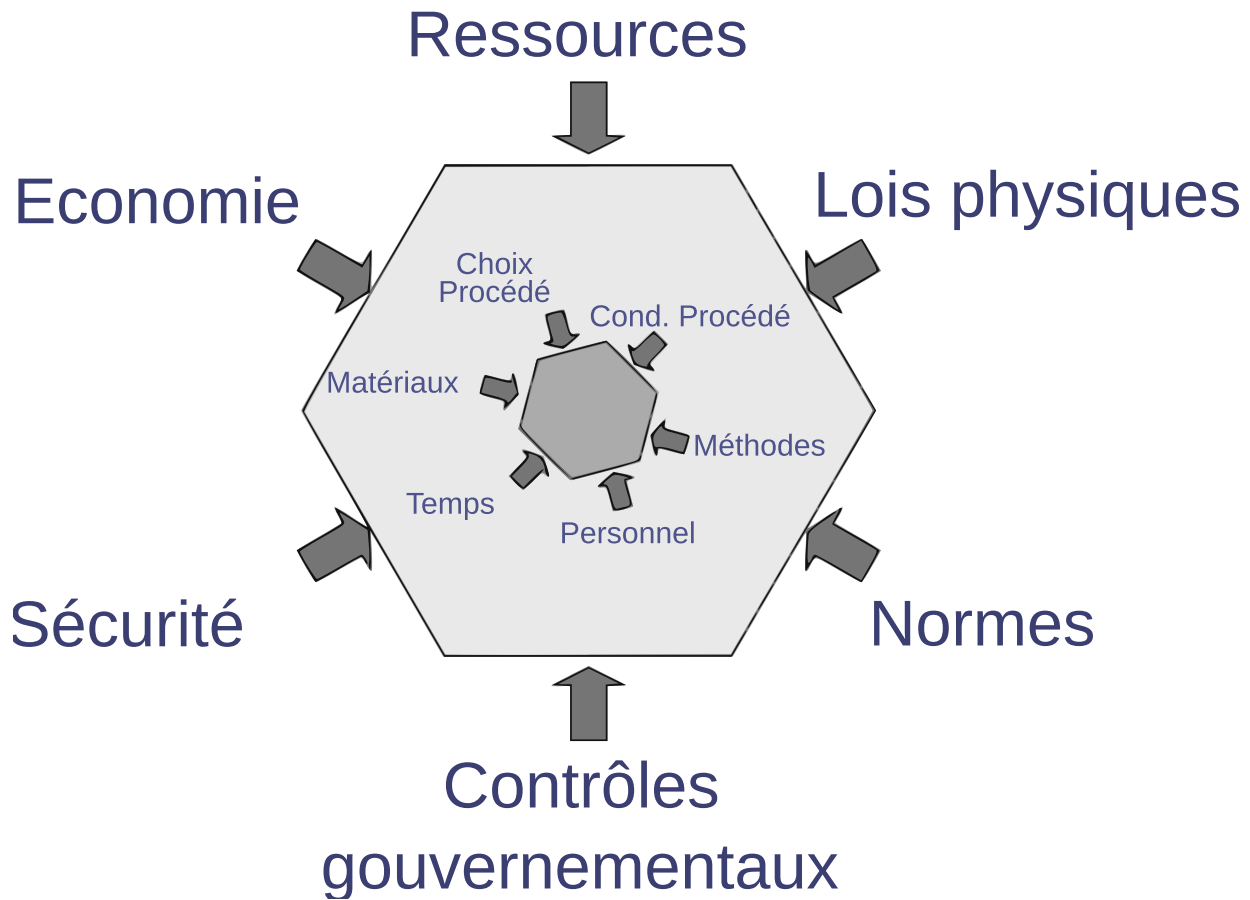 Ressources
Economie
Lois physiques
Choix
Procédé
Cond. Procédé
Matériaux
Méthodes
Temps
Personnel
Sécurité
Normes
Contrôles
gouvernementaux